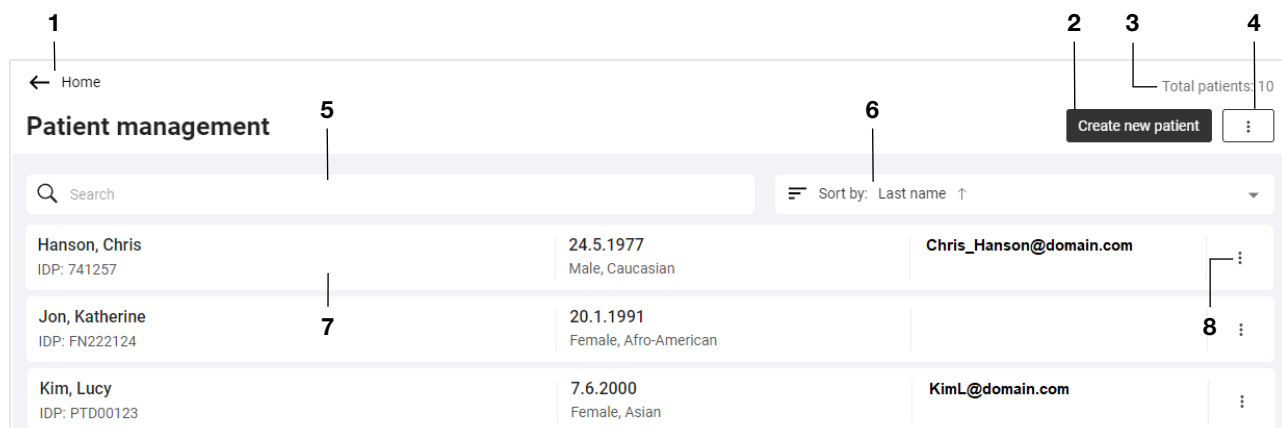 1 2 3 4
← Home
Total patients: 10
Patient management
5 6
Create new patient
Search
Sort by: Last name ↑
Hanson, Chris 24.5.1977 Chris_Hanson@domain.com
IDP: 741257 Male, Caucasian
7 8
Jon, Katherine 20.1.1991
IDP: FN222124 Female, Afro-American
Kim, Lucy 7.6.2000 KimL@domain.com
IDP: PTD00123 Female, Asian